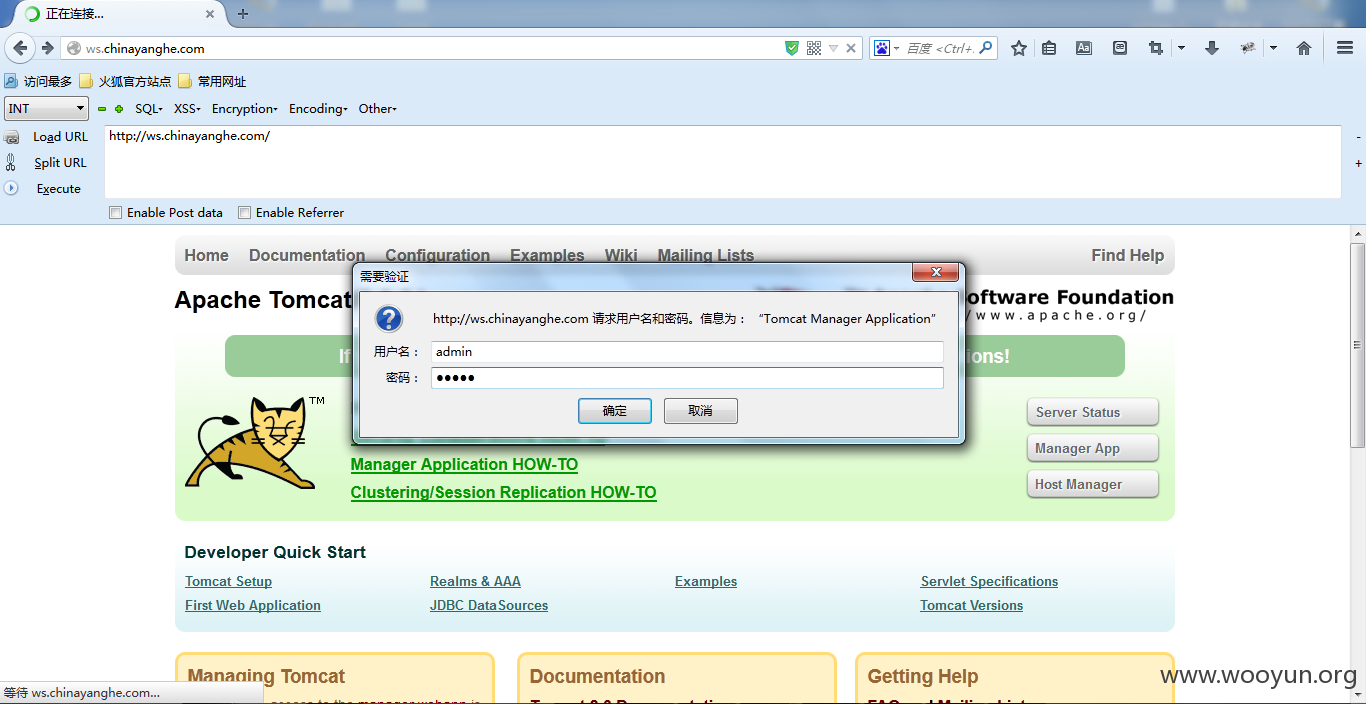 正在连接...
ws.chinayanghe.com
百度 <Ctrl+.
访问最多 火狐官方站点 常用网址
INT SQL XSS Encryption Encoding Other
Load URL http://ws.chinayanghe.com/
Split URL
Execute
Enable Post data Enable Referrer
Home Documentation Configuration Examples Wiki Mailing Lists Find Help
需要验证
Apache Tomcat
oftware Foundation
/www.apache.org/
http://ws.chinayanghe.com 请求用户名和密码。信息为： “Tomcat Manager Application”
用户名： admin
If
ions!
密码： ●●●●●
确定 取消
TM
Server Status
Manager App
Manager Application HOW-TO
Host Manager
Clustering/Session Replication HOW-TO
Developer Quick Start
Tomcat Setup Realms & AAA Examples Servlet Specifications
First Web Application JDBC DataSources Tomcat Versions
Managing Tomcat Documentation Getting Help
www.wooyun.org
等待 ws.chinayanghe.com...